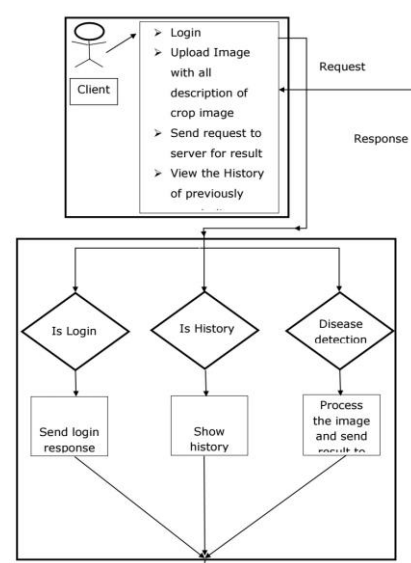 Client
➢ Login
➢ Upload Image
with all
description of
crop image
➢ Send request to
server for result
➢ View the History
of previously
Request
Response
Is Login
Is History
Disease
detection
Send login
response
Show
history
Process
the image
and send
result to